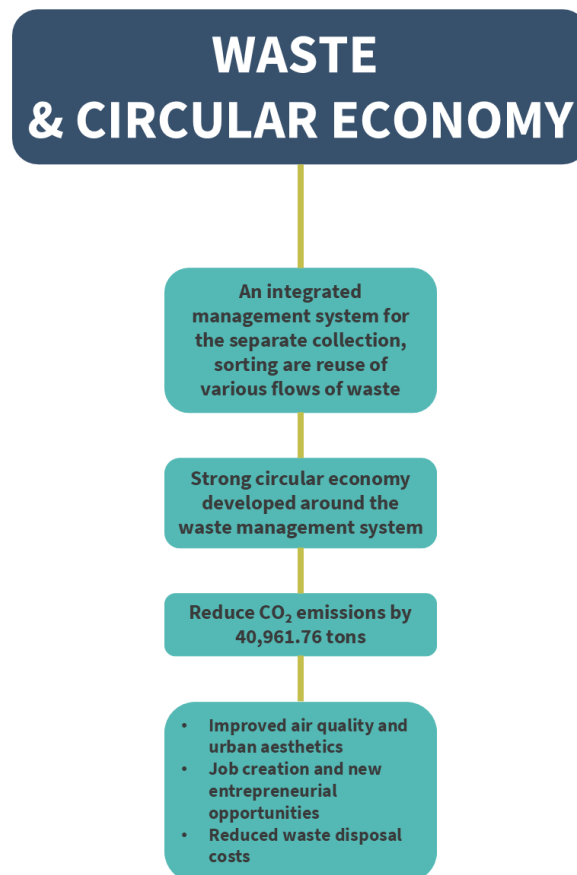 WASTE
& CIRCULAR ECONOMY
An integrated
management system for
the separate collection,
sorting are reuse of
various flows of waste
Strong circular economy
developed around the
waste management system
Reduce CO₂ emissions by
40,961.76 tons
• Improved air quality and
urban aesthetics
• Job creation and new
entrepreneurial
opportunities
• Reduced waste disposal
costs